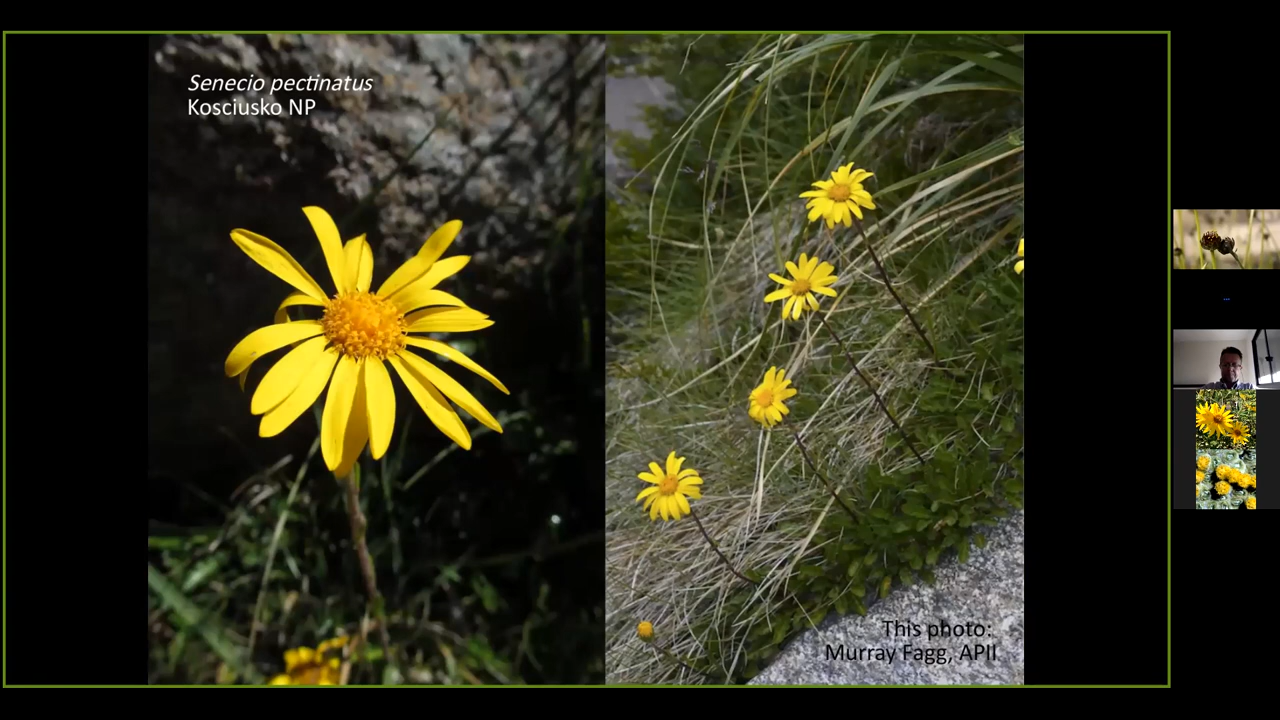 Senecio pectinatus
Kosciusko NP
This photo:
Murray Fagg, APII